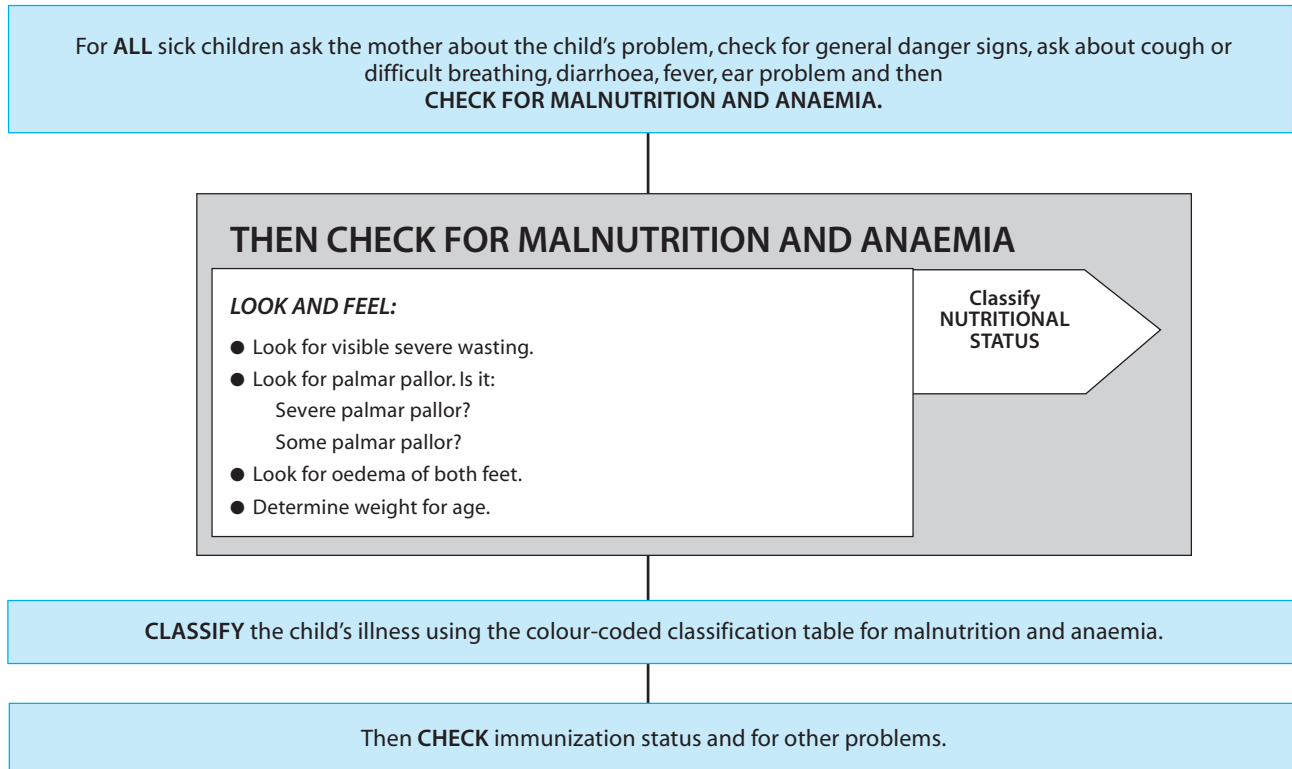 For ALL sick children ask the mother about the child's problem, check for general danger signs, ask about cough or
difficult breathing, diarrhoea, fever, ear problem and then
CHECK FOR MALNUTRITION AND ANAEMIA.
THEN CHECK FOR MALNUTRITION AND ANAEMIA
LOOK AND FEEL:
● Look for visible severe wasting.
● Look for palmar pallor. Is it:
Severe palmar pallor?
Some palmar pallor?
● Look for oedema of both feet.
● Determine weight for age.
Classify
NUTRITIONAL
STATUS
CLASSIFY the child's illness using the colour-coded classification table for malnutrition and anaemia.
Then CHECK immunization status and for other problems.